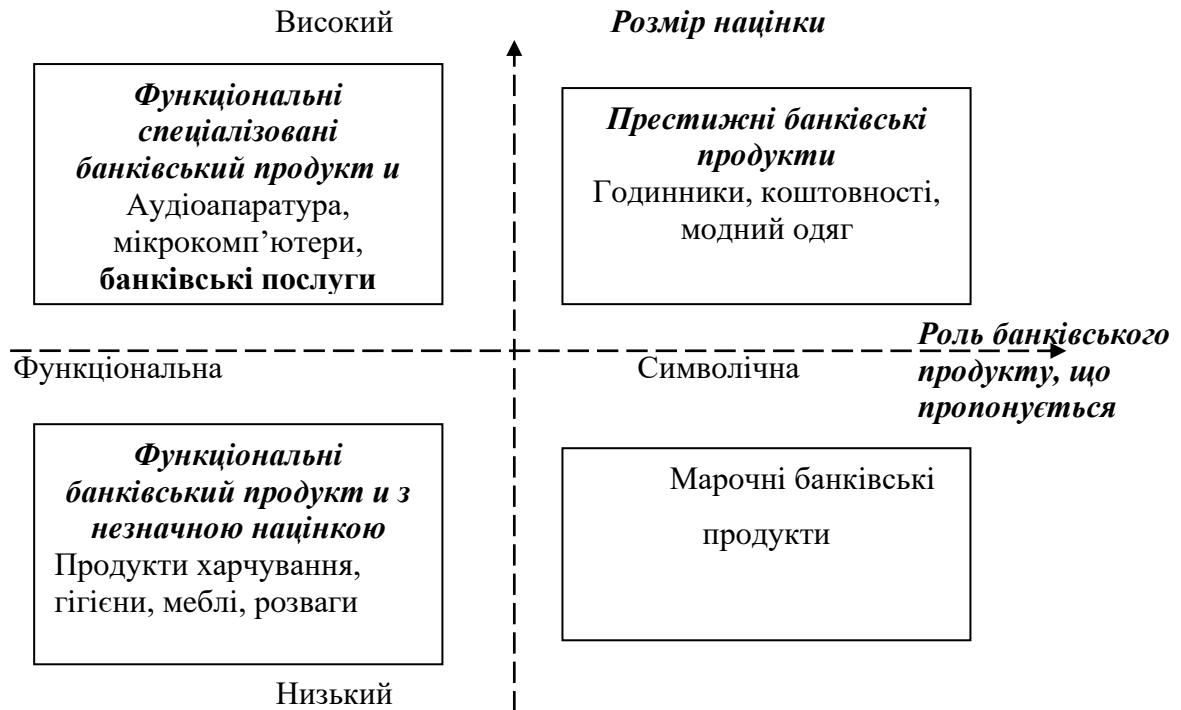 Високий
Розмір націнки
Функціональні
спеціалізовані
банківський продукт и
Аудіоапаратура,
мікрокомп’ютери,
банківські послуги
Престижні банківські
продукти
Годинники, коштовності,
модний одяг
Функціональна
Символічна
Роль банківського
продукту, що
пропонується
Функціональні
банківський продукт и з
незначною націнкою
Продукти харчування,
гігієни, меблі, розваги
Марочні банківські
продукти
Низький